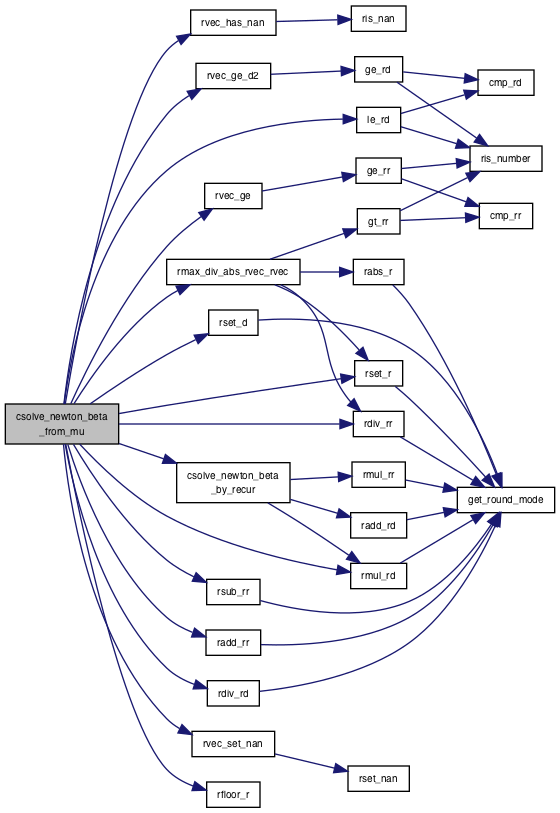 rvec_has_nan
ris_nan
rvec_ge_d2
ge_rd
cmp_rd
le_rd
ris_number
ge_rr
rvec_ge
cmp_rr
gt_rr
rmax_div_abs_rvec_rvec
rabs_r
rset_d
rset_r
csolve_newton_beta
_from_mu
rdiv_rr
csolve_newton_beta
_by_recur
rmul_rr
get_round_mode
radd_rd
rmul_rd
rsub_rr
radd_rr
rdiv_rd
rvec_set_nan
rset_nan
rfloor_r